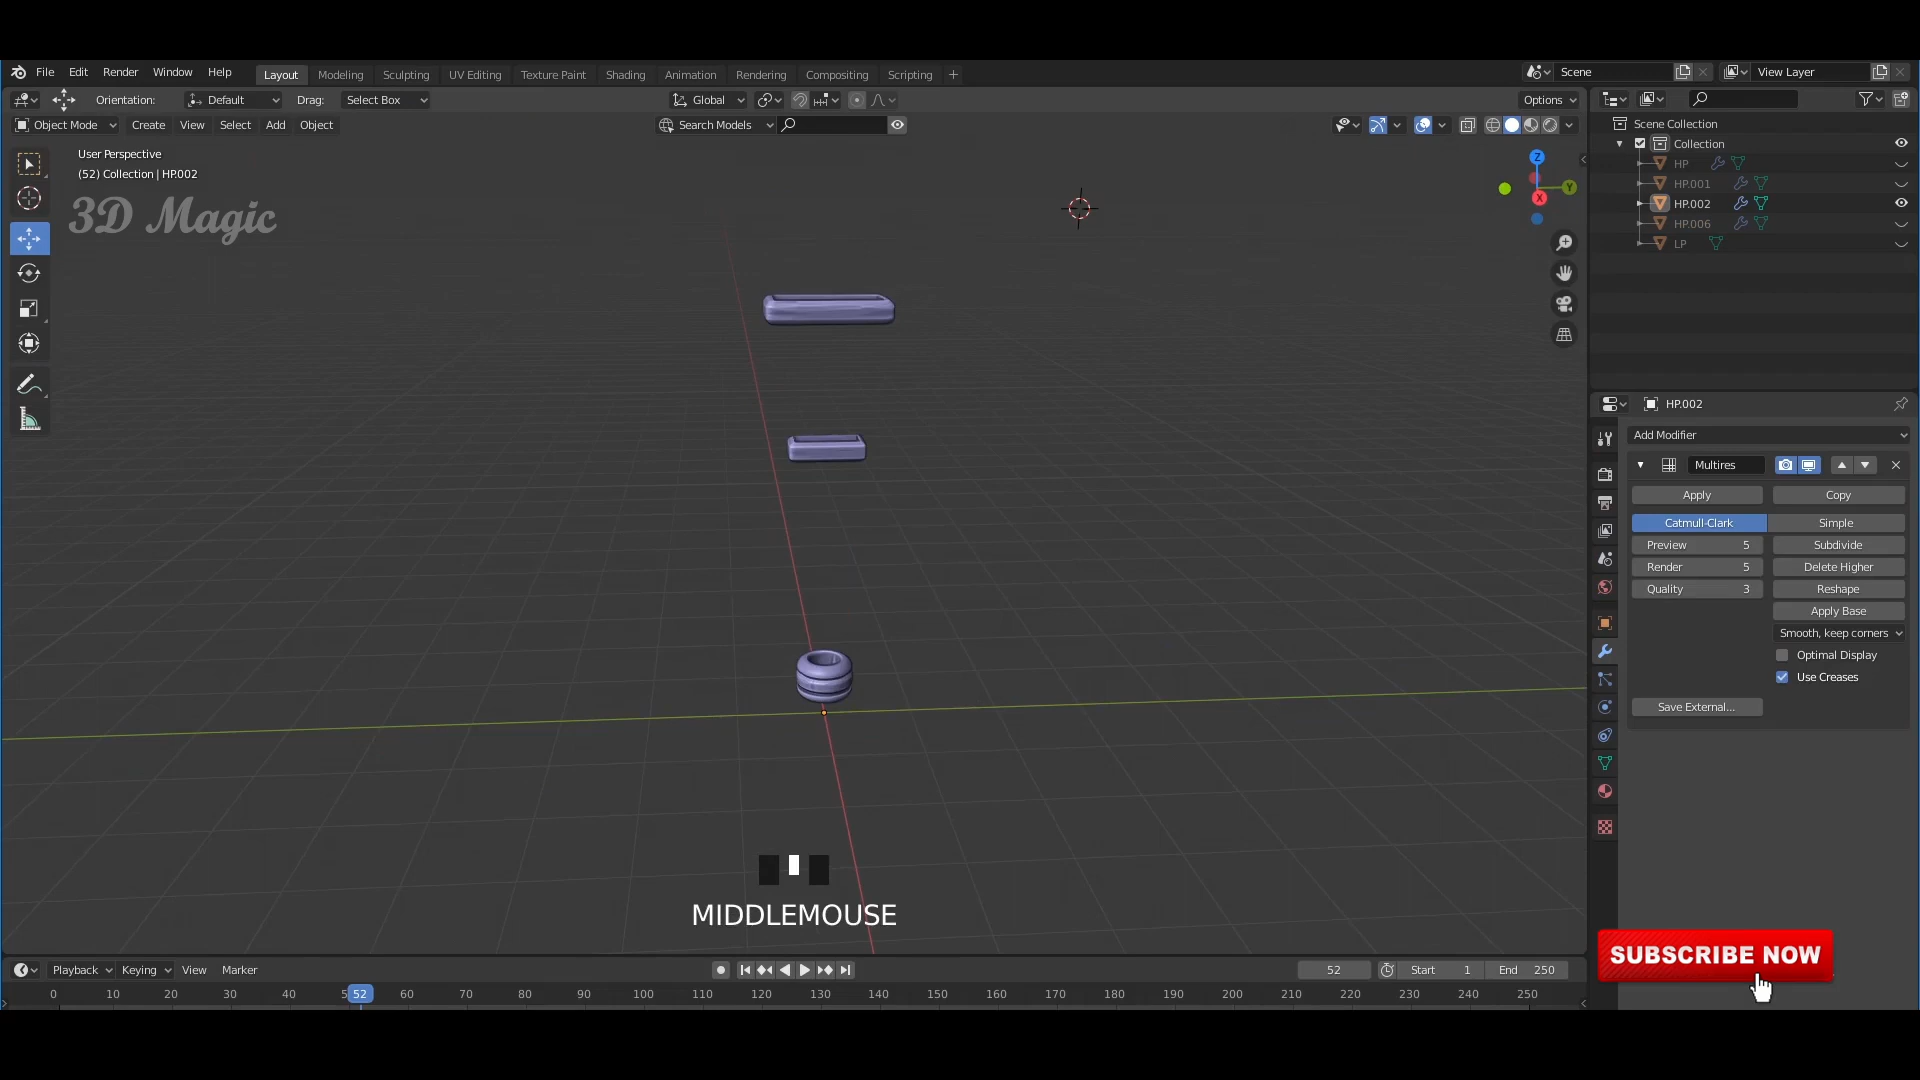 File Edit Render Window Help Layout Modeling Sculpting UV Editing Texture Paint Shading Animation Rendering Compositing Scripting + Scene View Layer
Orientation: Default Drag: Select Box Global Options
Object Mode Create View Select Add Object Search Models
User Perspective
(52) Collection | HP.002
3D Magic
Z
Y
X
Scene Collection
Collection
HP
HP.001
HP.002
HP.006
LP
HP.002
Add Modifier
Multires
Apply Copy
Catmull-Clark Simple
Preview 5 Subdivide
Render 5 Delete Higher
Quality 3 Reshape
Apply Base
Smooth, keep corners
Optimal Display
Use Creases
Save External...
MIDDLEMOUSE
SUBSCRIBE NOW
Playback Keying View Marker 52 Start 1 End 250
0 10 20 30 40 5 52 60 70 80 90 100 110 120 130 140 150 160 170 180 190 200 210 220 230 240 250